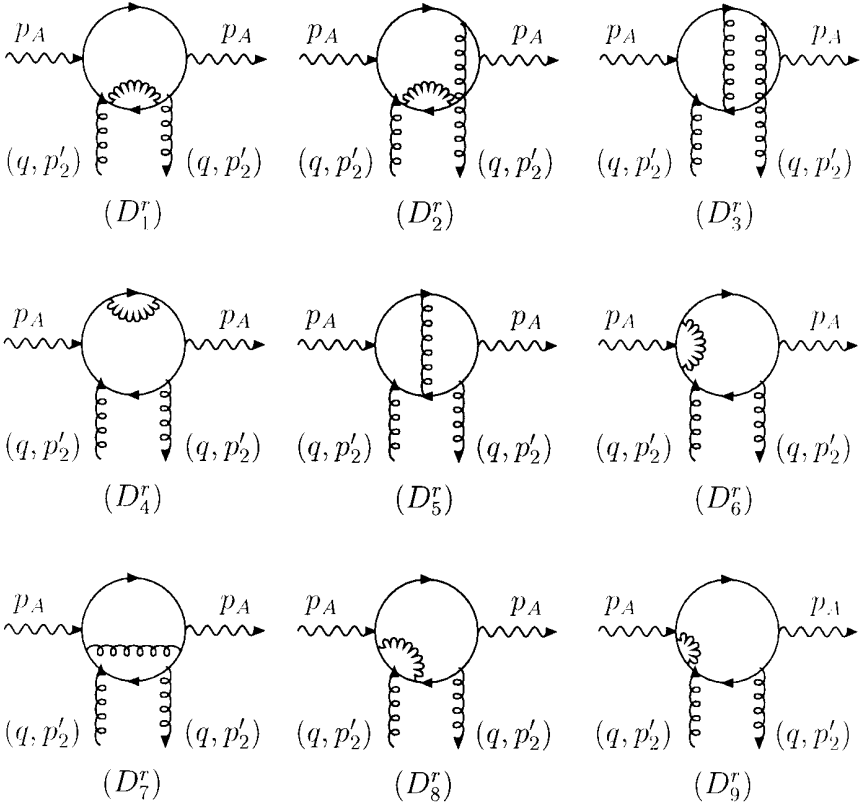 p_A p_A p_A p_A p_A p_A
(q, p′_2) (q, p′_2) (q, p′_2) (q, p′_2) (q, p′_2) (q, p′_2)
(D^r_1) (D^r_2) (D^r_3)
p_A p_A p_A p_A p_A p_A
(q, p′_2) (q, p′_2) (q, p′_2) (q, p′_2) (q, p′_2) (q, p′_2)
(D^r_4) (D^r_5) (D^r_6)
p_A p_A p_A p_A p_A p_A
(q, p′_2) (q, p′_2) (q, p′_2) (q, p′_2) (q, p′_2) (q, p′_2)
(D^r_7) (D^r_8) (D^r_9)